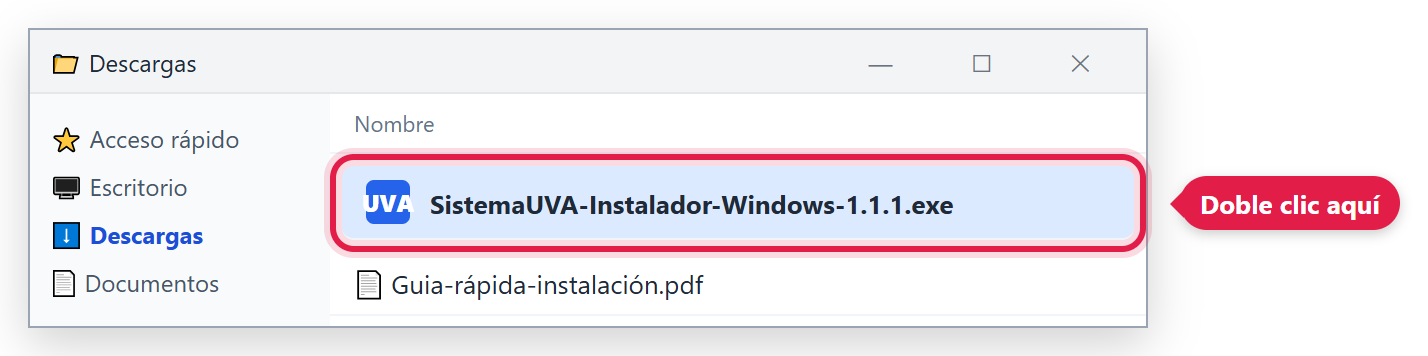 Descargas
Acceso rápido
Escritorio
Descargas
Documentos
Nombre
UVA SistemaUVA-Instalador-Windows-1.1.1.exe
Guia-rápida-instalación.pdf
Doble clic aquí